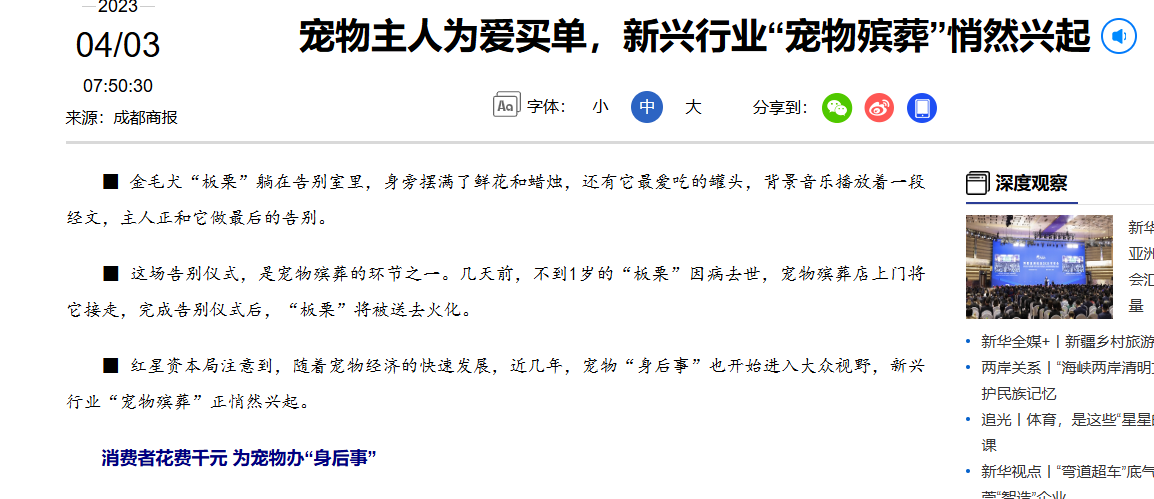 2023
04/03
07:50:30
来源：成都商报
宠物主人为爱买单，新兴行业“宠物殡葬”悄然兴起
Aa 字体： 小 中 大 分享到：
■ 金毛犬“板栗”躺在告别室里，身旁摆满了鲜花和蜡烛，还有它最爱吃的罐头，背景音乐播放着一段
经文，主人正和它做最后的告别。
■ 这场告别仪式，是宠物殡葬的环节之一。几天前，不到1岁的“板栗”因病去世，宠物殡葬店上门将
它接走，完成告别仪式后，“板栗”将被送去火化。
■ 红星资本局注意到，随着宠物经济的快速发展，近几年，宠物“身后事”也开始进入大众视野，新兴
行业“宠物殡葬”正悄然兴起。
消费者花费千元 为宠物办“身后事”
深度观察
新华
亚洲
会汇
量
新华全媒+丨新疆乡村旅游
两岸关系丨“海峡两岸清明
护民族记忆
追光丨体育，是这些“星星
课
新华视点丨“弯道超车”底气
“智造”企业